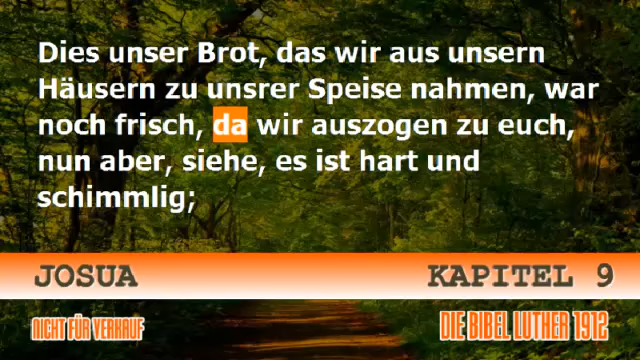 Dies unser Brot, das wir aus unsern
Häusern zu unsrer Speise nahmen, war
noch frisch, da wir auszogen zu euch,
nun aber, siehe, es ist hart und
schimmlig;
JOSUA KAPITEL 9
NICHT FÜR VERKAUF DIE BIBEL LUTHER 1912